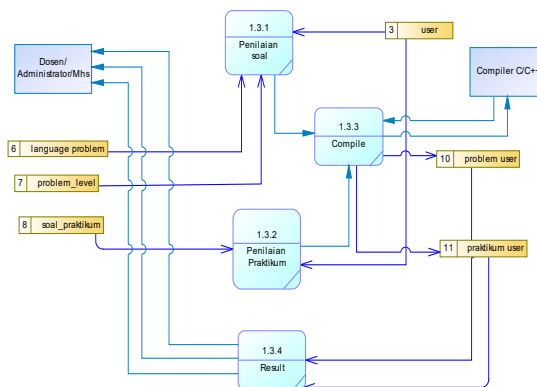 1.3.1
Penilaian
soal
3 user
Dosen/
Administrator/Mhs
Compiler C/C++
1.3.3
Compile
6 language problem
10 problem user
7 problem_level
8 soal_praktikum
1.3.2
Penilaian
Praktikum
11 praktikum user
1.3.4
Result